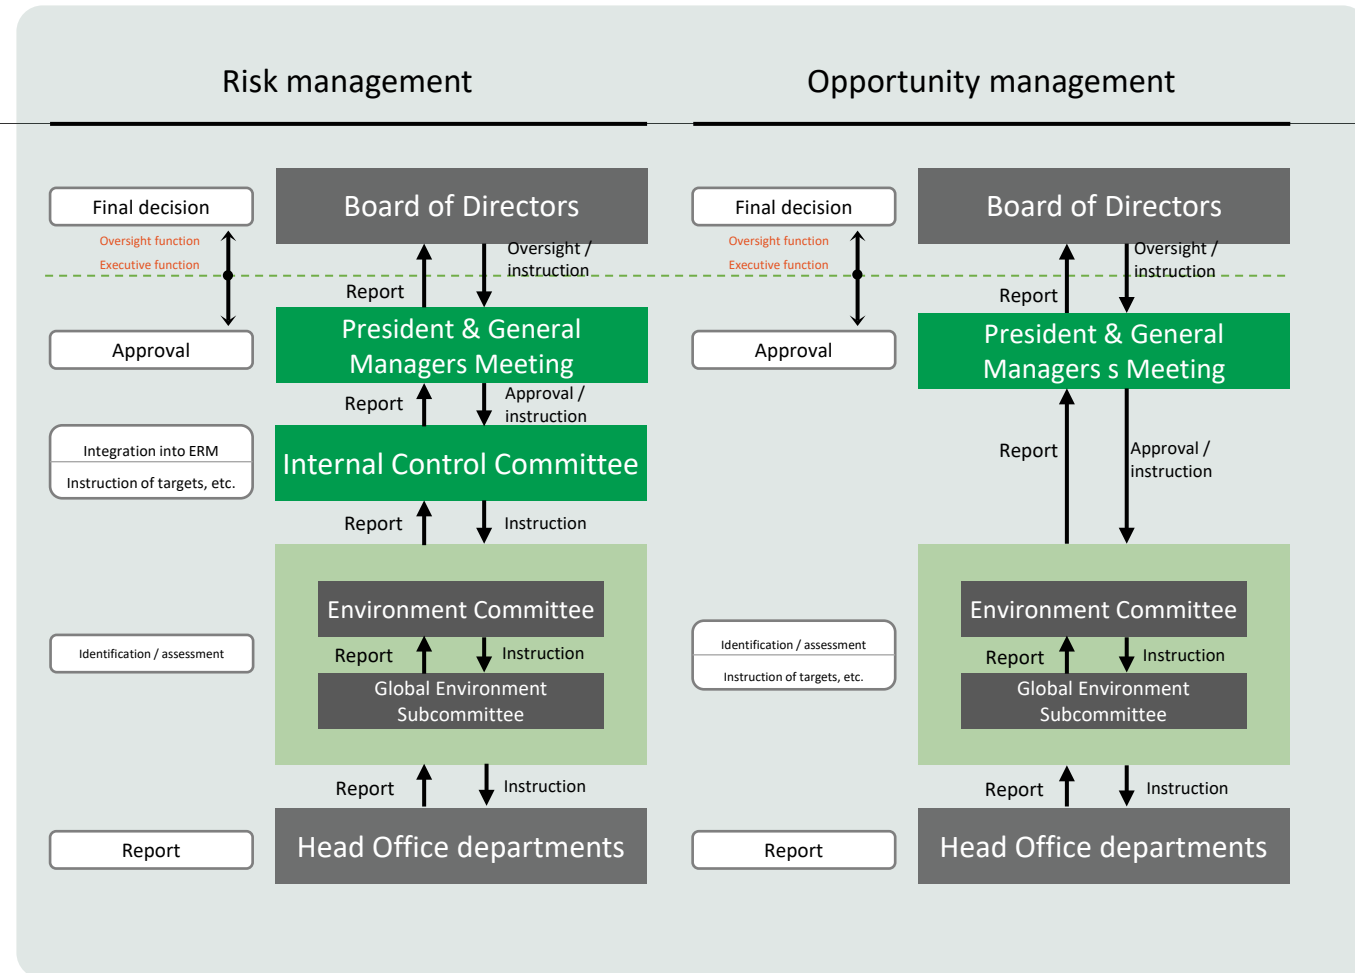 Risk management
Opportunity management
Final decision
Oversight function
Executive function
Approval
Integration into ERM
Instruction of targets, etc.
Identification / assessment
Report
Board of Directors
Report
Oversight /
instruction
President & General
Managers Meeting
Report
Approval /
instruction
Internal Control Committee
Report
Instruction
Environment Committee
Report
Instruction
Global Environment
Subcommittee
Report
Instruction
Head Office departments
Final decision
Oversight function
Executive function
Approval
Identification / assessment
Instruction of targets, etc.
Report
Board of Directors
Report
Oversight /
instruction
President & General
Managers s Meeting
Report
Approval /
instruction
Environment Committee
Report
Instruction
Global Environment
Subcommittee
Report
Instruction
Head Office departments